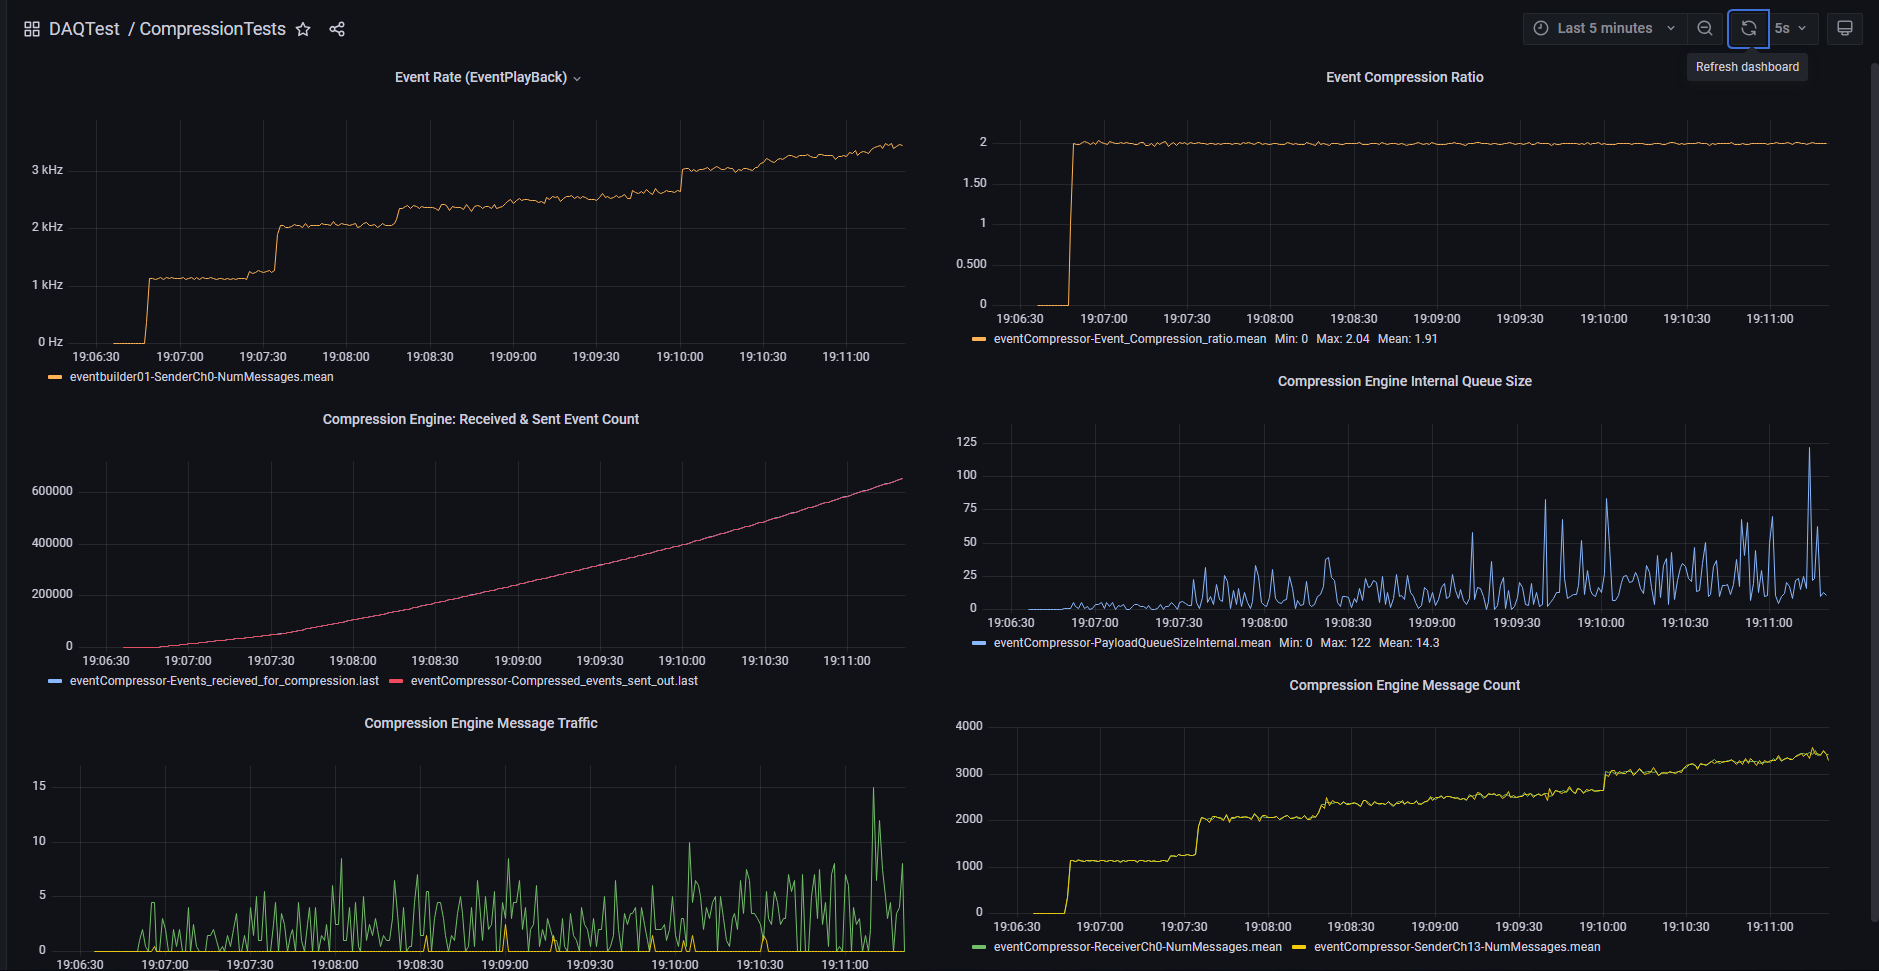 DAQTest / CompressionTests
Last 5 minutes
5s
Refresh dashboard
Event Rate (EventPlayBack)
3 kHz
2 kHz
1 kHz
0 Hz
19:06:30 19:07:00 19:07:30 19:08:00 19:08:30 19:09:00 19:09:30 19:10:00 19:10:30 19:11:00
eventbuilder01-SenderCh0-NumMessages.mean
Event Compression Ratio
2
1.50
1
0.500
0
19:06:30 19:07:00 19:07:30 19:08:00 19:08:30 19:09:00 19:09:30 19:10:00 19:10:30 19:11:00
eventCompressor-Event_Compression_ratio.mean Min: 0 Max: 2.04 Mean: 1.91
Compression Engine: Received & Sent Event Count
600000
400000
200000
0
19:06:30 19:07:00 19:07:30 19:08:00 19:08:30 19:09:00 19:09:30 19:10:00 19:10:30 19:11:00
eventCompressor-Events_recieved_for_compression.last eventCompressor-Compressed_events_sent_out.last
Compression Engine Internal Queue Size
125
100
75
50
25
0
19:06:30 19:07:00 19:07:30 19:08:00 19:08:30 19:09:00 19:09:30 19:10:00 19:10:30 19:11:00
eventCompressor-PayloadQueueSizeInternal.mean Min: 0 Max: 122 Mean: 14.3
Compression Engine Message Traffic
15
10
5
0
19:06:30 19:07:00 19:07:30 19:08:00 19:08:30 19:09:00 19:09:30 19:10:00 19:10:30 19:11:00
Compression Engine Message Count
4000
3000
2000
1000
0
19:06:30 19:07:00 19:07:30 19:08:00 19:08:30 19:09:00 19:09:30 19:10:00 19:10:30 19:11:00
eventCompressor-ReceiverCh0-NumMessages.mean eventCompressor-SenderCh13-NumMessages.mean